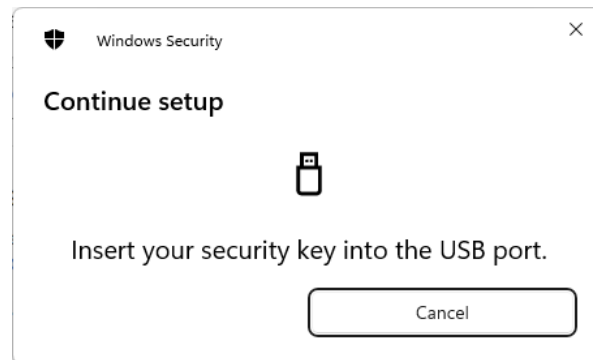 Windows Security
Continue setup
Insert your security key into the USB port.
Cancel